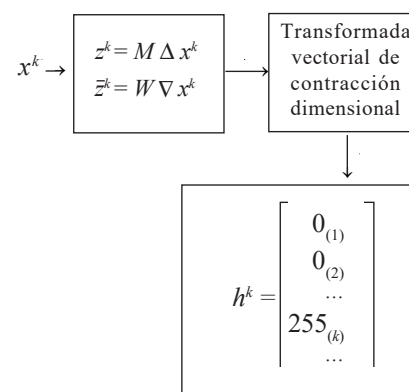 x^k →
z^k = M Δ x^k
z̄^k = W ∇ x^k
Transformada
vectorial de
contracción
dimensional
h^k =
0_(1)
0_(2)
...
255_(k)
...